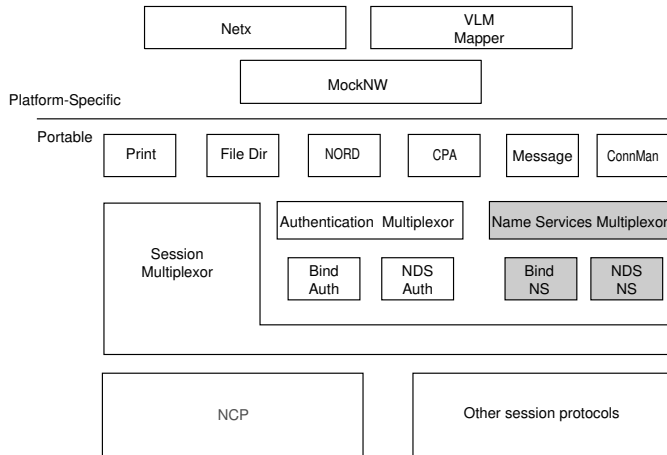 Netx
VLM
Mapper
MockNW
Platform-Specific
Portable
Print
File Dir
NORD
CPA
Message
ConnMan
Authentication Multiplexor
Name Services Multiplexor
Session
Multiplexor
Bind
Auth
NDS
Auth
Bind
NS
NDS
NS
NCP
Other session protocols